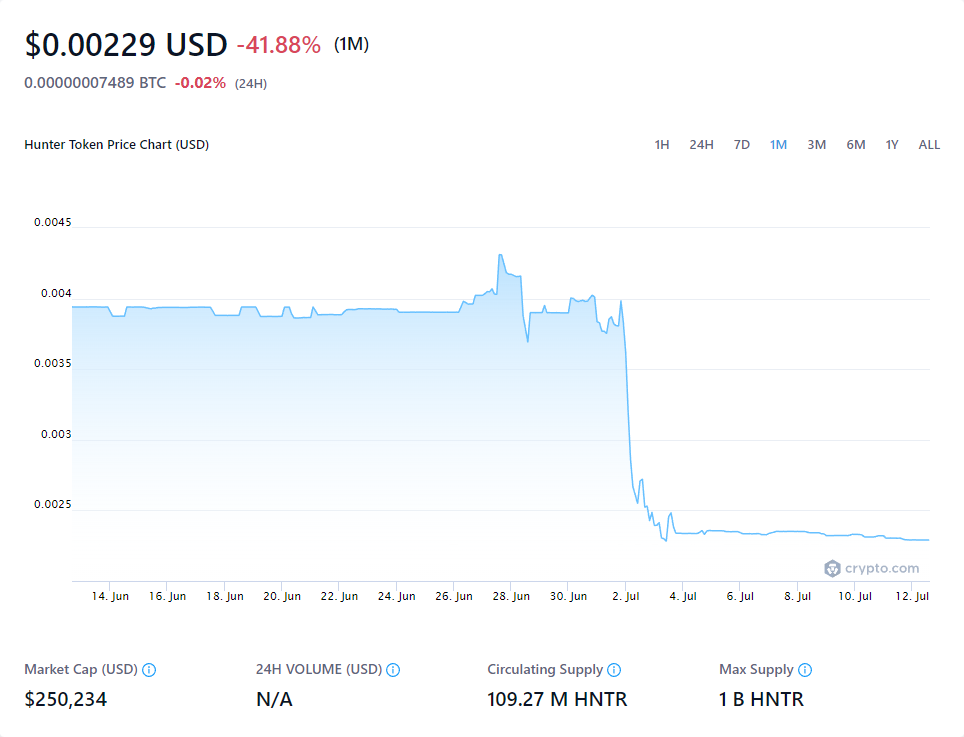 $0.00229 USD -41.88% (1M)
0.00000007489 BTC -0.02% (24H)
Hunter Token Price Chart (USD) 1H 24H 7D 1M 3M 6M 1Y ALL
0.0045
0.004
0.0035
0.003
0.0025
crypto.com
14. Jun 16. Jun 18. Jun 20. Jun 22. Jun 24. Jun 26. Jun 28. Jun 30. Jun 2. Jul 4. Jul 6. Jul 8. Jul 10. Jul 12. Jul
Market Cap (USD) 24H VOLUME (USD) Circulating Supply Max Supply
$250,234 N/A 109.27 M HNTR 1 B HNTR